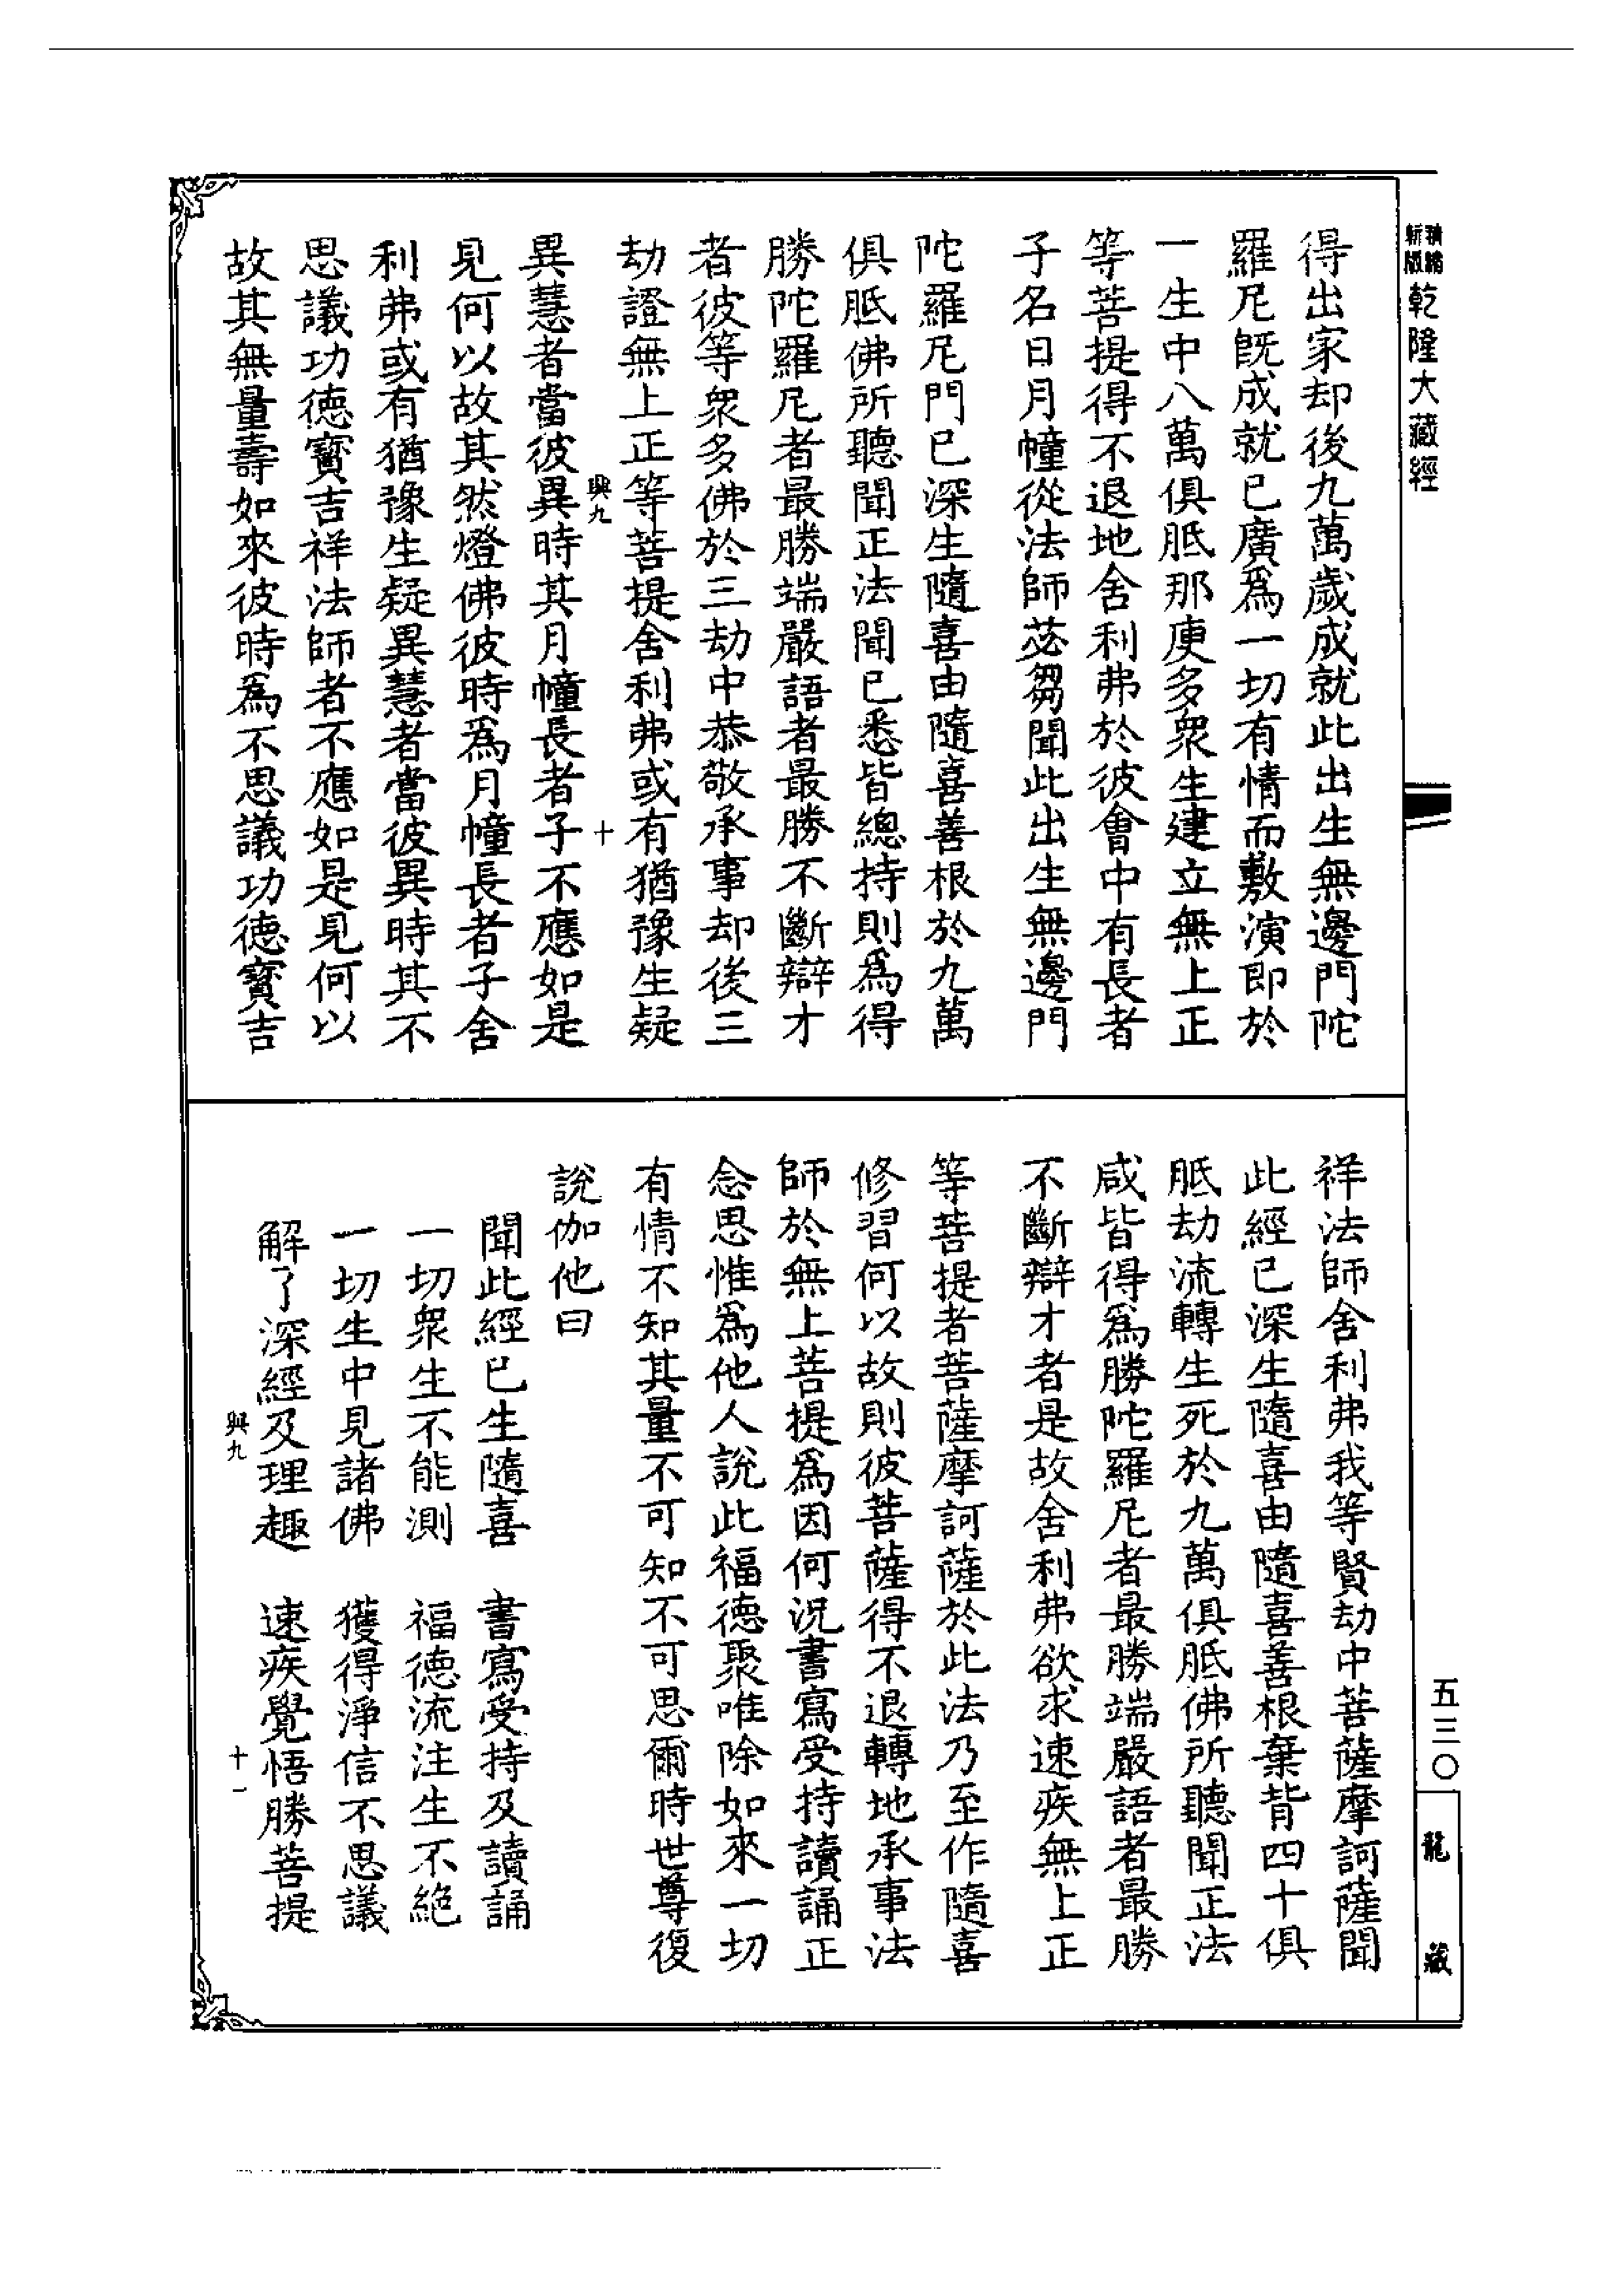 新版
精縮
乾隆大藏經
得出家却後九萬歲成就此出生無邊門陀
羅尼旣成就已廣爲一切有情而敷演即於
一生中八萬俱胝那庾多衆生建立無上正
等菩提得不退地舍利弗於彼會中有長者
子名日月幢從法師苾芻聞此出生無邊門
陀羅尼門已深生隨喜由隨喜善根於九萬
俱胝佛所聽聞正法聞已悉皆總持則爲得
勝陀羅尼者最勝端嚴語者最勝不斷辯才
者彼等衆多佛於三劫中恭敬承事却後三
劫證無上正等菩提舍利弗或有猶豫生疑
興九
十
異慧者當彼異時其月幢長者子不應如是
見何以故其然燈佛彼時爲月幢長者子舍
利弗或有猶豫生疑異慧者當彼異時其不
思議功德寳吉祥法師者不應如是見何以
故其無量壽如來彼時爲不思議功德寳吉
祥法師舍利弗我等賢劫中菩薩摩訶薩聞
此經已深生隨喜由隨喜善根棄背四十俱
胝劫流轉生死於九萬俱胝佛所聽聞正法
咸皆得爲勝陀羅尼者最勝端嚴語者最勝
不斷辯才者是故舍利弗欲求速疾無上正
等菩提者菩薩摩訶薩於此法乃至作隨喜
修習何以故則彼菩薩得不退轉地承事法
師於無上菩提爲因何況書寫受持讀誦正
念思惟爲他人說此福德聚唯除如來一切
有情不知其量不可知不可思爾時世尊復
說伽他曰
聞此經已生隨喜　書寫受持及讀誦
一切衆生不能測　福德流注生不絕
一切生中見諸佛　獲得淨信不思議
解了深經及理趣　速疾覺悟勝菩提
興九
十一
五三〇
龍藏